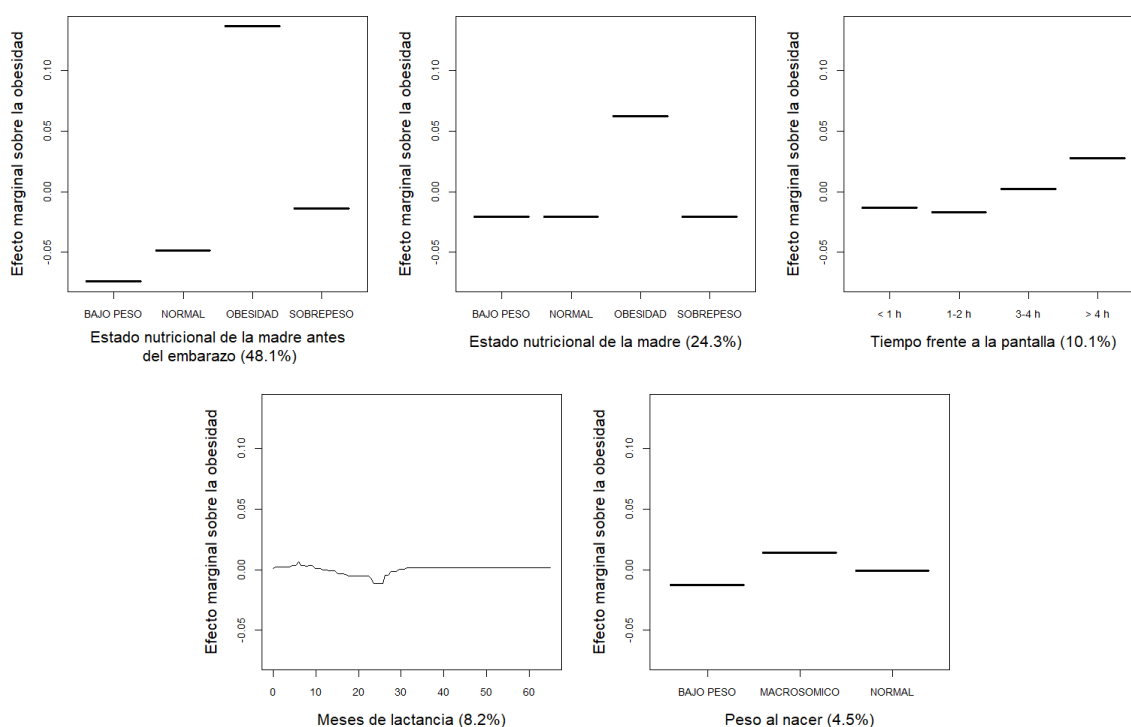 Efecto marginal sobre la obesidad
0.10
0.05
0.00
-0.05
BAJO PESO NORMAL OBESIDAD SOBREPESO
Estado nutricional de la madre antes
del embarazo (48.1%)
Efecto marginal sobre la obesidad
0.10
0.05
0.00
-0.05
BAJO PESO NORMAL OBESIDAD SOBREPESO
Estado nutricional de la madre (24.3%)
Efecto marginal sobre la obesidad
0.10
0.05
0.00
-0.05
< 1 h 1-2 h 3-4 h > 4 h
Tiempo frente a la pantalla (10.1%)
Efecto marginal sobre la obesidad
0.10
0.05
0.00
-0.05
0 10 20 30 40 50 60
Meses de lactancia (8.2%)
Efecto marginal sobre la obesidad
0.10
0.05
0.00
-0.05
BAJO PESO MACROSOMICO NORMAL
Peso al nacer (4.5%)